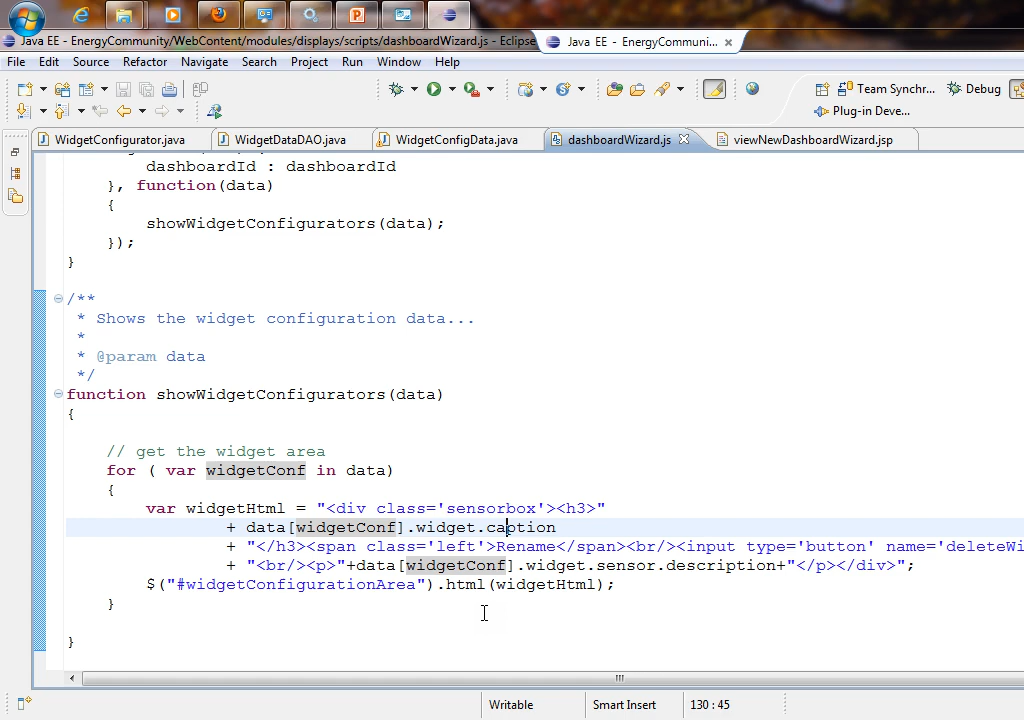 Java EE - EnergyCommunity/WebContent/modules/displays/scripts/dashboardWizard.js - Eclipse
Java EE - EnergyCommuni...
File Edit Source Refactor Navigate Search Project Run Window Help
Team Synchr... Debug
Plug-in Deve...
WidgetConfigurator.java WidgetDataDAO.java WidgetConfigData.java dashboardWizard.js viewNewDashboardWizard.jsp
dashboardId : dashboardId
}, function(data)
{
showWidgetConfigurators(data);
});
}
/**
* Shows the widget configuration data...
*
* @param data
*/
function showWidgetConfigurators(data)
{
// get the widget area
for ( var widgetConf in data)
{
var widgetHtml = "<div class='sensorbox'><h3>"
+ data[widgetConf].widget.caption
+ "</h3><span class='left'>Rename</span><br/><input type='button' name='deleteWi
+ "<br/><p>"+data[widgetConf].widget.sensor.description+"</p></div>";
$("#widgetConfigurationArea").html(widgetHtml);
}
}
Writable Smart Insert 130 : 45